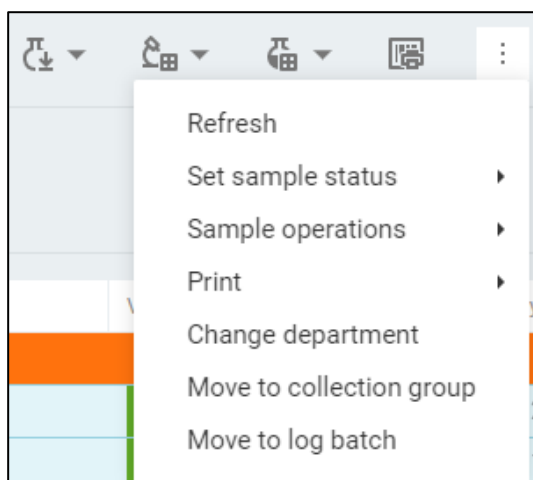 Refresh
Set sample status
Sample operations
Print
Change department
Move to collection group
Move to log batch